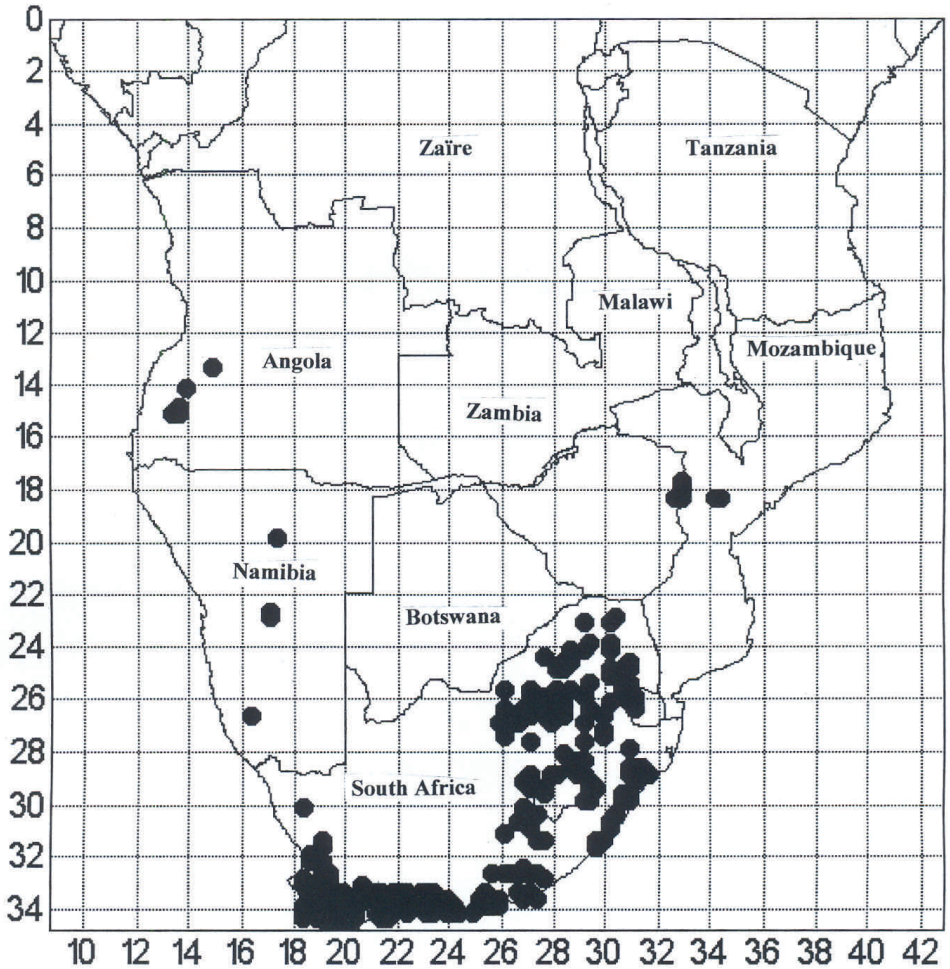 0
2
4
Zaïre Tanzania
6
8
10
Malawi
12
Angola Mozambique
14
Zambia
16
18
20
Namibia
22
Botswana
24
26
28
South Africa
30
32
34
10 12 14 16 18 20 22 24 26 28 30 32 34 36 38 40 42